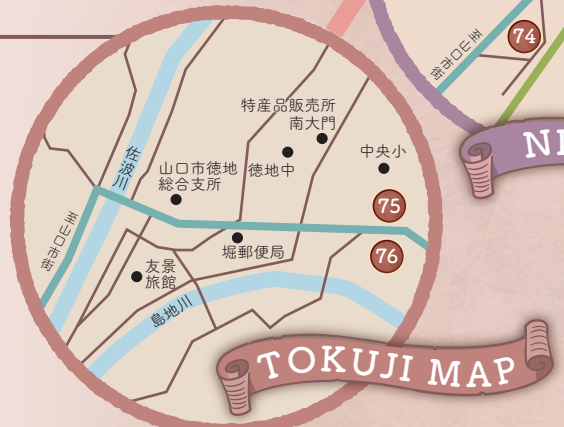 74
至山口市街
NI
特産品販売所
南大門
中央小
佐波川
山口市徳地
総合支所
徳地中
75
至山口市街
堀郵便局
76
友景
旅館
島地川
TOKUJI MAP